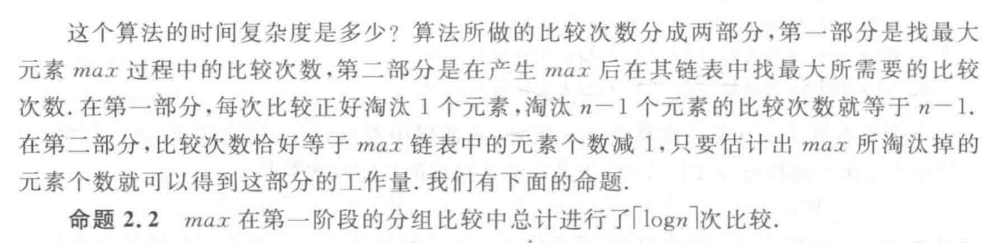 这个算法的时间复杂度是多少？算法所做的比较次数分成两部分，第一部分是找最大
元素 max 过程中的比较次数，第二部分是在产生 max 后在其链表中找最大所需要的比较
次数. 在第一部分，每次比较正好淘汰 1 个元素，淘汰 n－1 个元素的比较次数就等于 n－1.
在第二部分，比较次数恰好等于 max 链表中的元素个数减 1，只要估计出 max 所淘汰掉的
元素个数就可以得到这部分的工作量. 我们有下面的命题.
命题 2.2 max 在第一阶段的分组比较中总计进行了⌈logn⌉次比较.